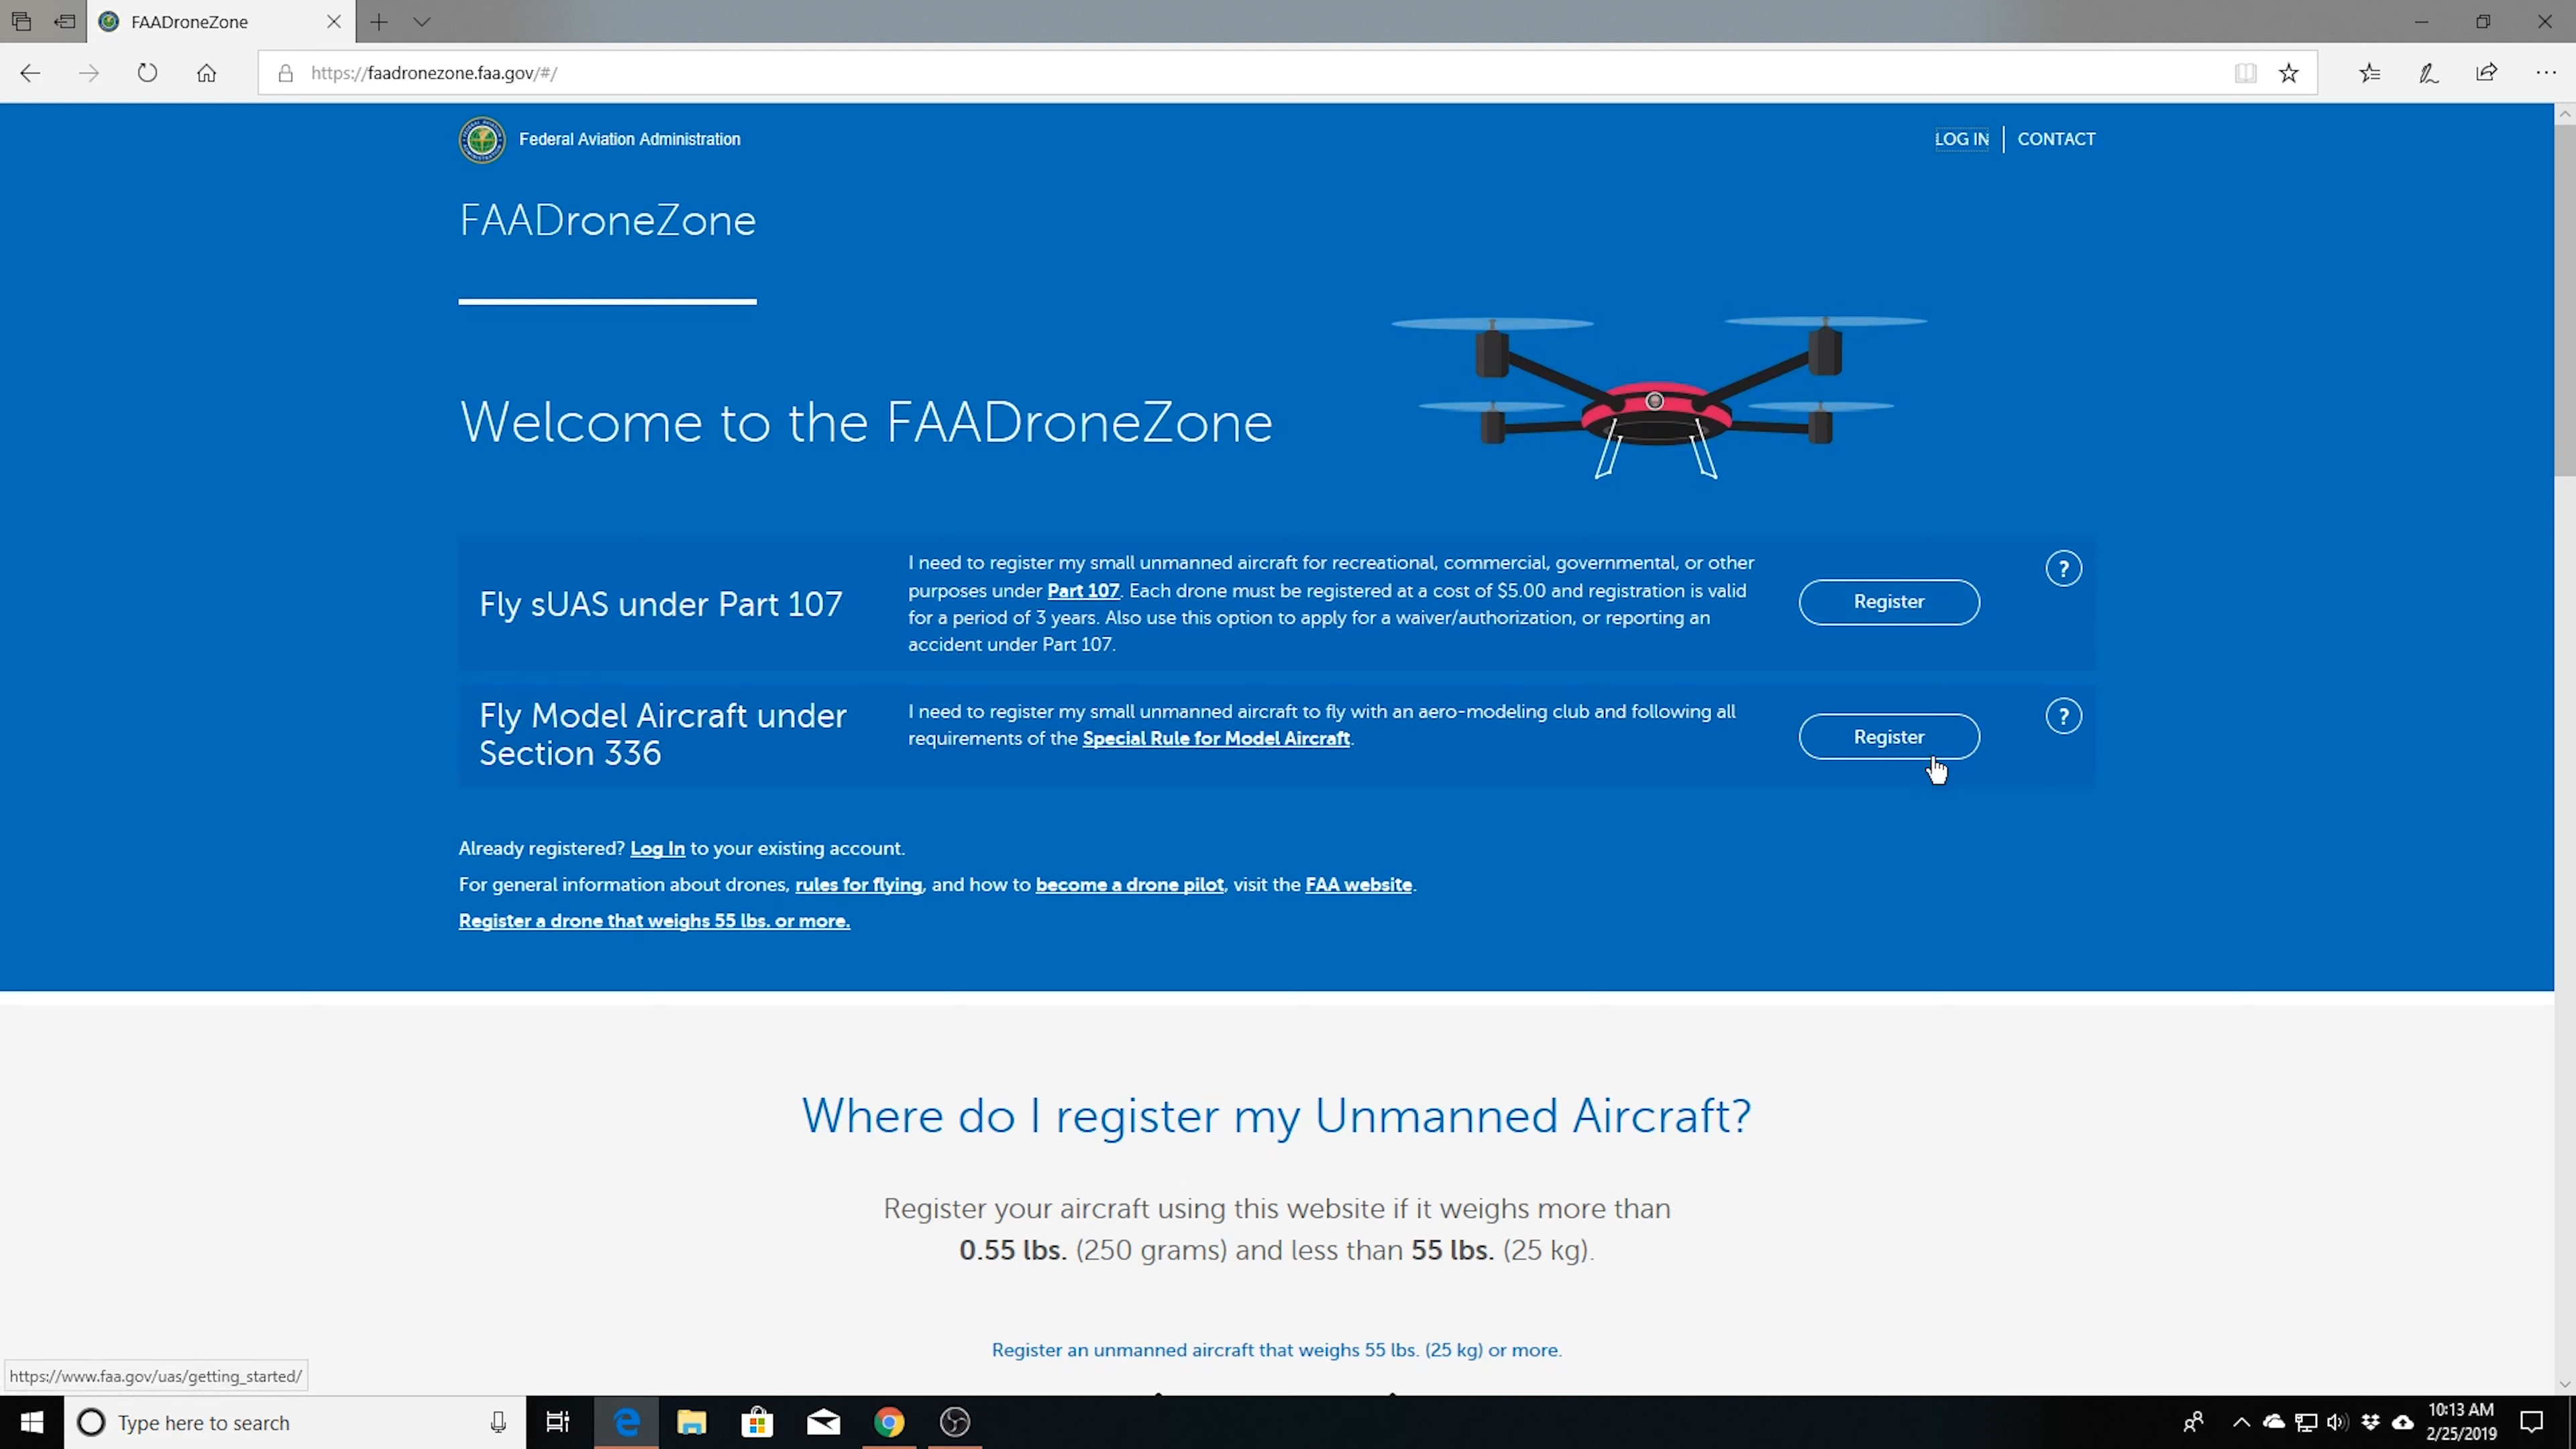 FAADroneZone
https://faadronezone.faa.gov/#/
Federal Aviation Administration
LOG IN
CONTACT
FAADroneZone
Welcome to the FAADroneZone
Fly sUAS under Part 107
I need to register my small unmanned aircraft for recreational, commercial, governmental, or other
purposes under Part 107. Each drone must be registered at a cost of $5.00 and registration is valid
for a period of 3 years. Also use this option to apply for a waiver/authorization, or reporting an
accident under Part 107.
Register
?
Fly Model Aircraft under
Section 336
I need to register my small unmanned aircraft to fly with an aero-modeling club and following all
requirements of the Special Rule for Model Aircraft.
Register
?
Already registered? Log In to your existing account.
For general information about drones, rules for flying, and how to become a drone pilot, visit the FAA website.
Register a drone that weighs 55 lbs. or more.
Where do I register my Unmanned Aircraft?
Register your aircraft using this website if it weighs more than
0.55 lbs. (250 grams) and less than 55 lbs. (25 kg).
Register an unmanned aircraft that weighs 55 lbs. (25 kg) or more.
https://www.faa.gov/uas/getting_started/
Type here to search
10:13 AM
2/25/2019